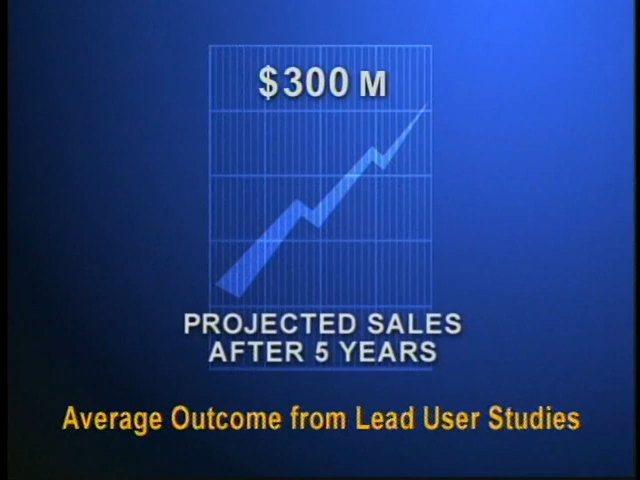 $300 M
PROJECTED SALES
AFTER 5 YEARS
Average Outcome from Lead User Studies